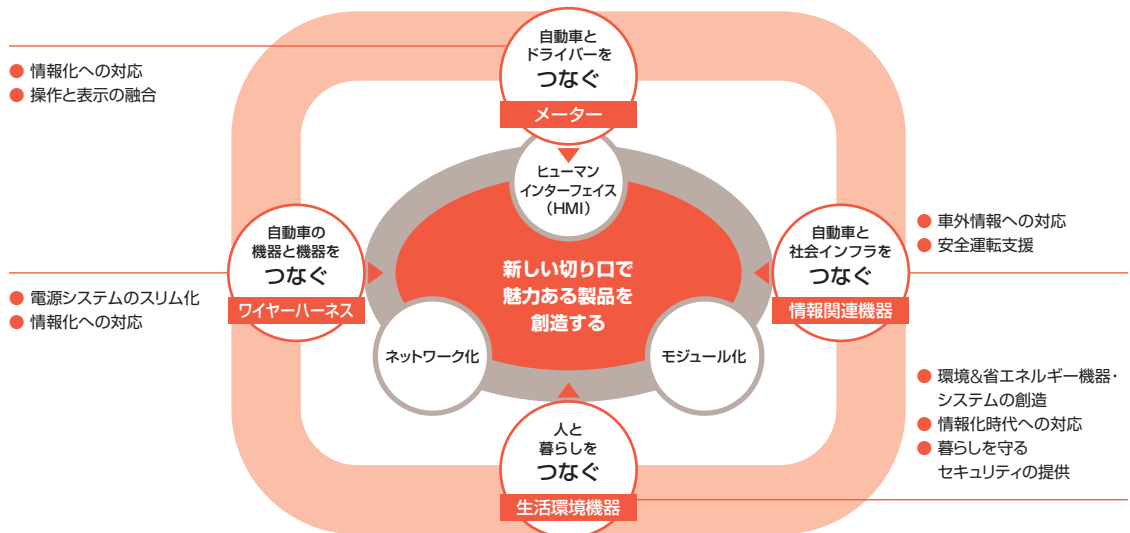 自動車と
ドライバーを
つなぐ
メーター
● 情報化への対応
● 操作と表示の融合
ヒューマン
インターフェイス
(HMI)
自動車の
機器と機器を
つなぐ
ワイヤーハーネス
● 電源システムのスリム化
● 情報化への対応
新しい切り口で
魅力ある製品を
創造する
自動車と
社会インフラを
つなぐ
情報関連機器
● 車外情報への対応
● 安全運転支援
ネットワーク化
モジュール化
人と
暮らしを
つなぐ
生活環境機器
● 環境&省エネルギー機器・
システムの創造
● 情報化時代への対応
● 暮らしを守る
セキュリティの提供